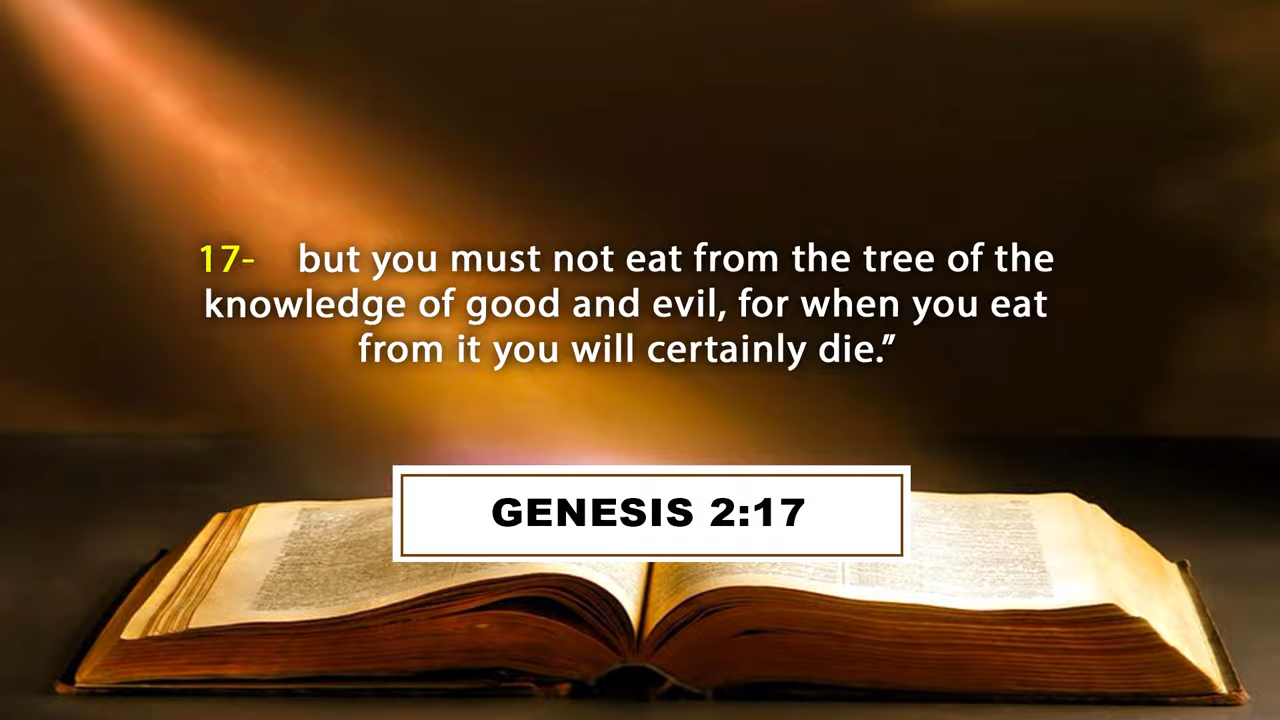 17- but you must not eat from the tree of the
knowledge of good and evil, for when you eat
from it you will certainly die.”
GENESIS 2:17